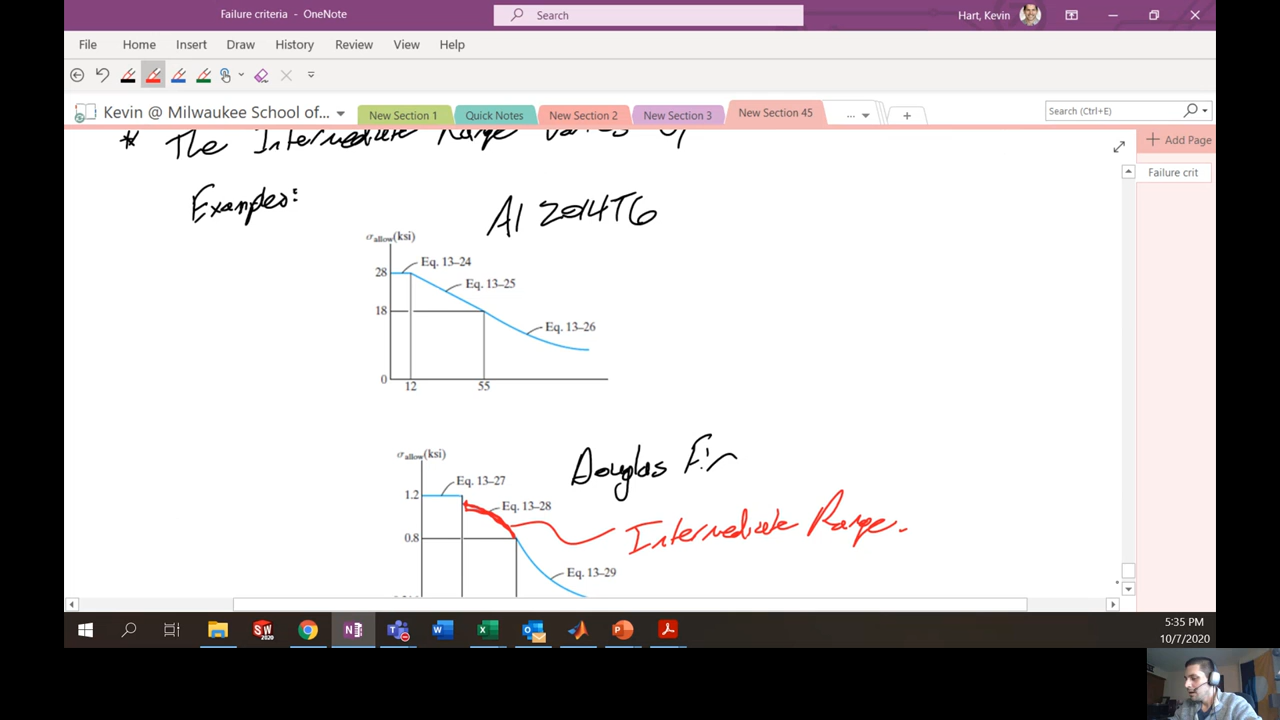 Failure criteria - OneNote
Search
Hart, Kevin
File Home Insert Draw History Review View Help
Kevin @ Milwaukee School of...
New Section 1
Quick Notes
New Section 2
New Section 3
New Section 45
...
Search (Ctrl+E)
Add Page
Failure crit
* The Intermediate Range varies
Examples:
Al 2014T6
σallow(ksi)
Eq. 13–24
28
Eq. 13–25
18
Eq. 13–26
0
12 55
Douglas Fir
σallow(ksi)
Eq. 13–27
1.2
Eq. 13–28
Intermediate Range.
0.8
Eq. 13–29
5:35 PM
10/7/2020